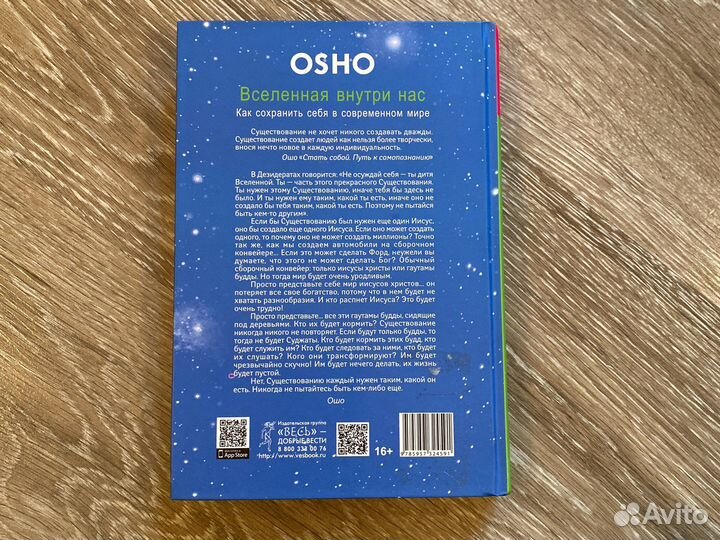 OSHO
Вселенная внутри нас
Как сохранить себя в современном мире
Существование не хочет никого создавать дважды.
Существование создает людей как нельзя более творчески,
внося нечто новое в каждую индивидуальность.
Ошо «Стать собой. Путь к самопознанию»
В Дезидератах говорится: «Не осуждай себя — ты дитя
Вселенной. Ты — часть этого прекрасного Существования.
Ты нужен этому Существованию, иначе тебя бы здесь не
было. И ты нужен ему таким, какой ты есть, иначе оно не
создало бы тебя таким, какой ты есть. Поэтому не пытайся
быть кем-то другим».
Если бы Существованию был нужен еще один Иисус,
оно бы создало еще одного Иисуса. Если оно может создать
одного, то почему оно не может создать миллионы? Точно
так же, как мы создаем автомобили на сборочном
конвейере... Если это может сделать Форд, неужели вы
думаете, что этого не может сделать Бог? Обычный
сборочный конвейер: только иисусы христы или гаутамы
будды. Но тогда мир будет очень уродливым.
Просто представьте себе мир иисусов христов... он
потеряет все свое богатство, потому что в нем будет не
хватать разнообразия. И кто распнет Иисуса? Это будет
очень трудно!
Просто представьте... все эти гаутамы будды, сидящие
под деревьями. Кто их будет кормить? Существование
никогда никого не повторяет. Если будут только будды, то
тогда не будет Суджаты. Кто будет кормить этих будд, кто
будет служить им? Кто будет следовать за ними, кто будет
их слушать? Кого они трансформируют? Им будет
чрезвычайно скучно! Им будет нечего делать, их жизнь
будет пустой.
Нет, Существованию каждый нужен таким, какой он
есть. Никогда не пытайтесь быть кем-либо еще.
Ошо
Издательская группа
«ВЕСЬ» —
ДОБРЫЕ ВЕСТИ
8 800 333 00 76
http://www.vesbook.ru
App Store
16+
9 785957 324591
Avito